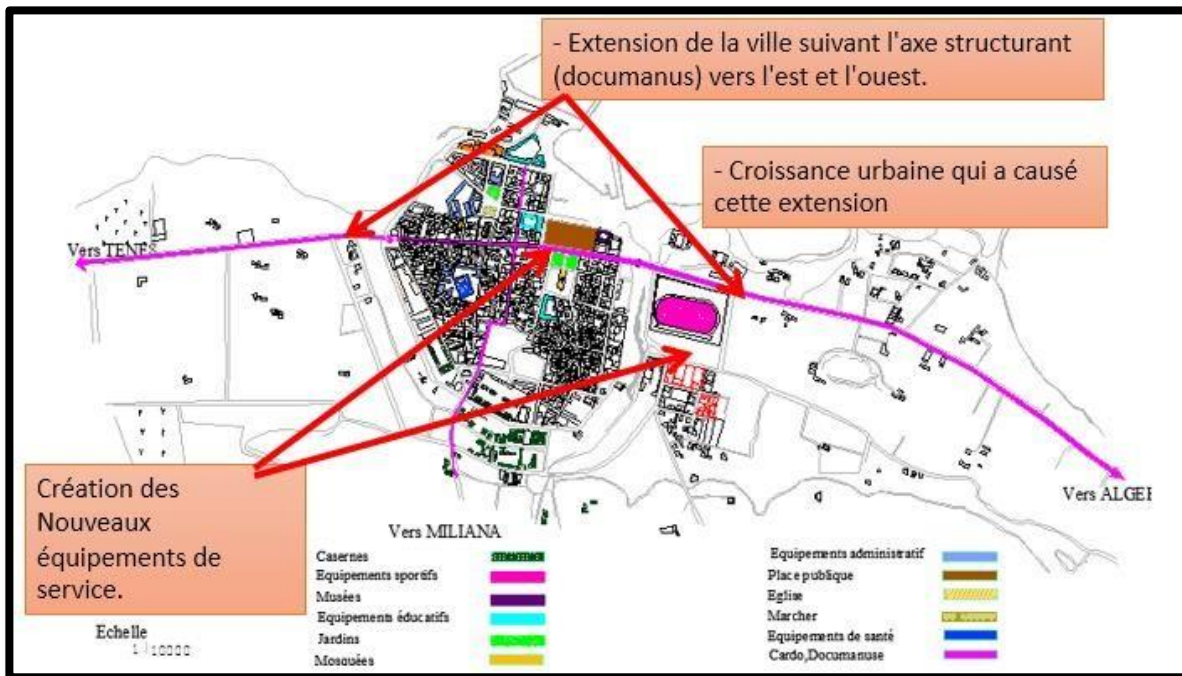 - Extension de la ville suivant l'axe structurant
(documanus) vers l'est et l'ouest.
- Croissance urbaine qui a causé
cette extension
Vers TENES
Vers ALGER
Création des
Nouveaux
équipements de
service.
Vers MILIANA
Casernes
Equipements sportifs
Musées
Equipements éducatifs
Jardins
Mosquées
Equipements administratif
Place publique
Eglise
Marcher
Equipements de santé
Cardo,Documanuse
Echelle
1 10000